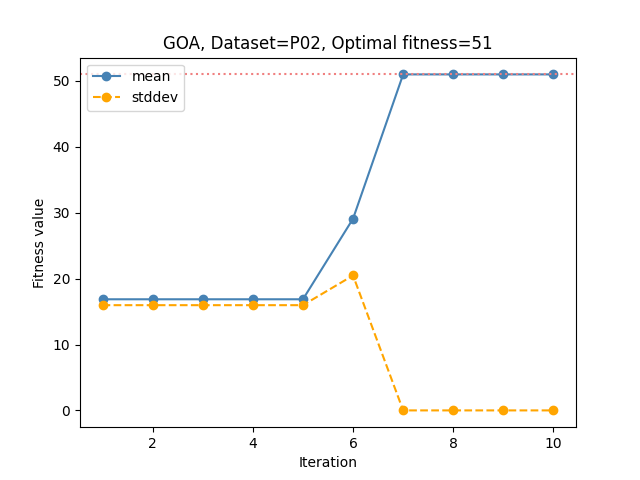 GOA, Dataset=P02, Optimal fitness=51
mean
stddev
Fitness value
50
40
30
20
10
0
2 4 6 8 10
Iteration